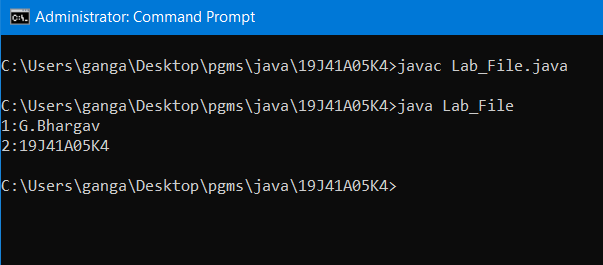 Administrator: Command Prompt
C:\Users\ganga\Desktop\pgms\java\19J41A05K4>javac Lab_File.java
C:\Users\ganga\Desktop\pgms\java\19J41A05K4>java Lab_File
1:G.Bhargav
2:19J41A05K4
C:\Users\ganga\Desktop\pgms\java\19J41A05K4>